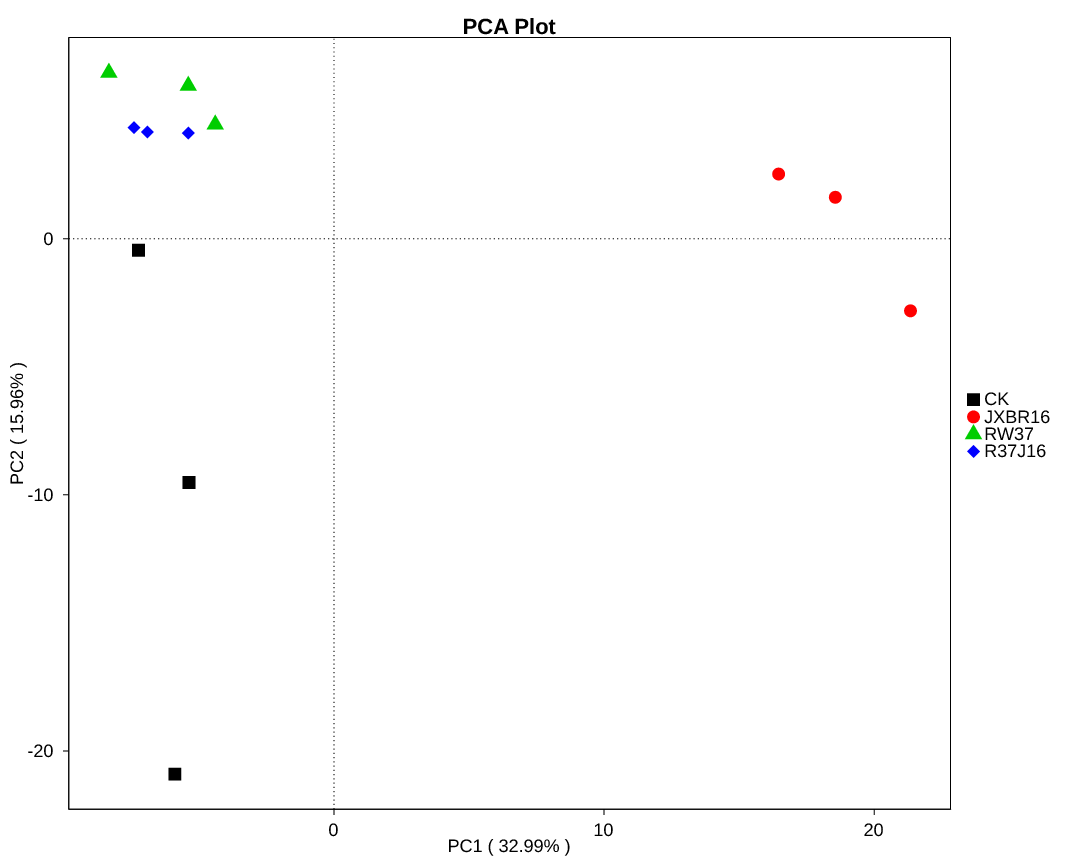 PCA Plot
0
-10
-20
PC2 ( 15.96% )
0 10 20
PC1 ( 32.99% )
CK
JXBR16
RW37
R37J16